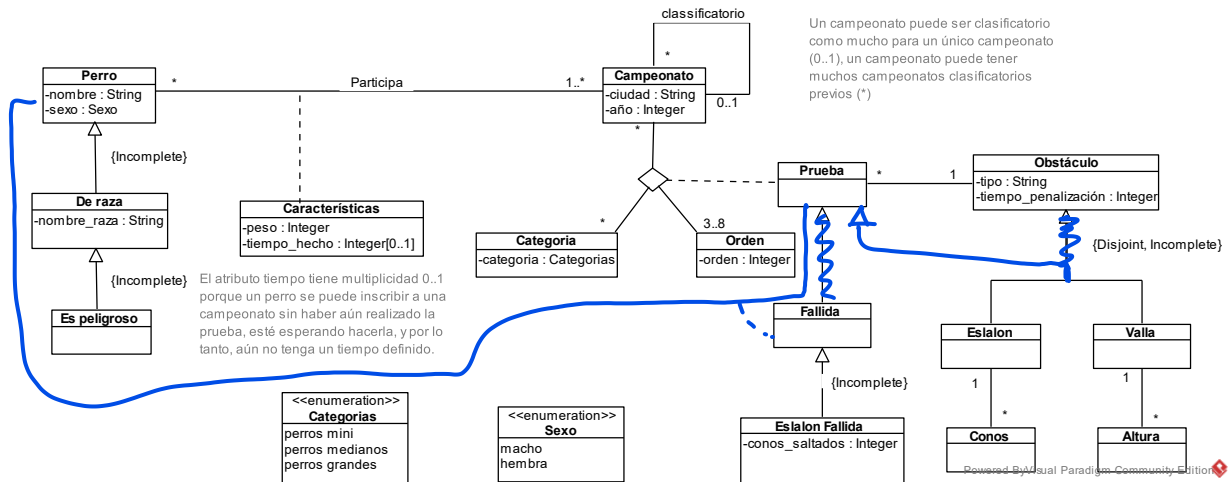 classificatorio
Un campeonato puede ser clasificatorio
como mucho para un único campeonato
(0..1), un campeonato puede tener
muchos campeonatos clasificatorios
previos (*)
*
0..1
Perro
-nombre : String
-sexo : Sexo
*
Participa
1..*
Campeonato
-ciudad : String
-año : Integer
*
{Incomplete}
De raza
-nombre_raza : String
{Incomplete}
Es peligroso
Características
-peso : Integer
-tiempo_hecho : Integer[0..1]
El atributo tiempo tiene multiplicidad 0..1
porque un perro se puede inscribir a una
campeonato sin haber aún realizado la
prueba, esté esperando hacerla, y por lo
tanto, aún no tenga un tiempo definido.
*
Categoria
-categoria : Categorias
3..8
Orden
-orden : Integer
Prueba
*
1
Obstáculo
-tipo : String
-tiempo_penalización : Integer
{Disjoint, Incomplete}
Fallida
{Incomplete}
Eslalon Fallida
-conos_saltados : Integer
Eslalon
1
*
Conos
Valla
1
*
Altura
<<enumeration>>
Categorias
perros mini
perros medianos
perros grandes
<<enumeration>>
Sexo
macho
hembra
Powered ByVisual Paradigm Community Edition